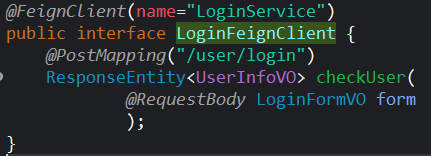 @FeignClient(name="LoginService")
public interface LoginFeignClient {
@PostMapping("/user/login")
ResponseEntity<UserInfoVO> checkUser(
@RequestBody LoginFormVO form
);
}